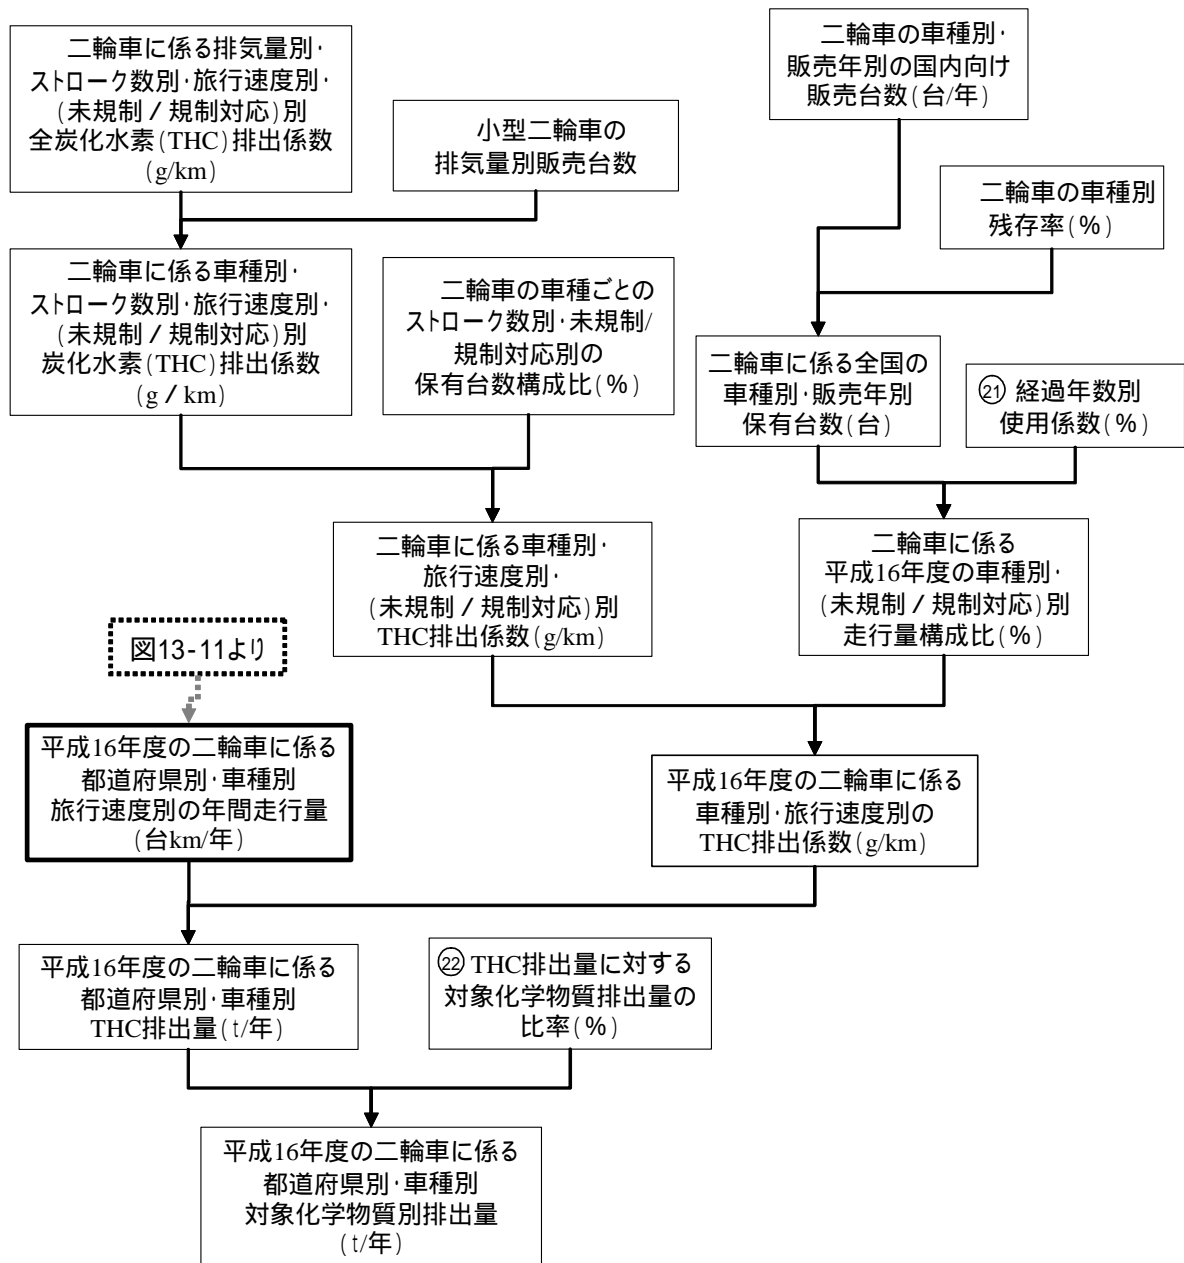 二輪車に係る排気量別・
ストローク数別・旅行速度別・
(未規制/規制対応)別
全炭化水素(THC)排出係数
(g/km)
小型二輪車の
排気量別販売台数
二輪車の車種別・
販売年別の国内向け
販売台数(台/年)
二輪車の車種別
残存率(%)
二輪車に係る車種別・
ストローク数別・旅行速度別・
(未規制/規制対応)別
炭化水素(THC)排出係数
(g/km)
二輪車の車種ごとの
ストローク数別・未規制/
規制対応別の
保有台数構成比(%)
二輪車に係る全国の
車種別・販売年別
保有台数(台)
㉑ 経過年数別
使用係数(%)
二輪車に係る車種別・
旅行速度別・
(未規制/規制対応)別
THC排出係数(g/km)
二輪車に係る
平成16年度の車種別・
(未規制/規制対応)別
走行量構成比(%)
図13-11より
平成16年度の二輪車に係る
都道府県別・車種別
旅行速度別の年間走行量
(台km/年)
平成16年度の二輪車に係る
車種別・旅行速度別の
THC排出係数(g/km)
平成16年度の二輪車に係る
都道府県別・車種別
THC排出量(t/年)
㉒ THC排出量に対する
対象化学物質排出量の
比率(%)
平成16年度の二輪車に係る
都道府県別・車種別
対象化学物質別排出量
(t/年)